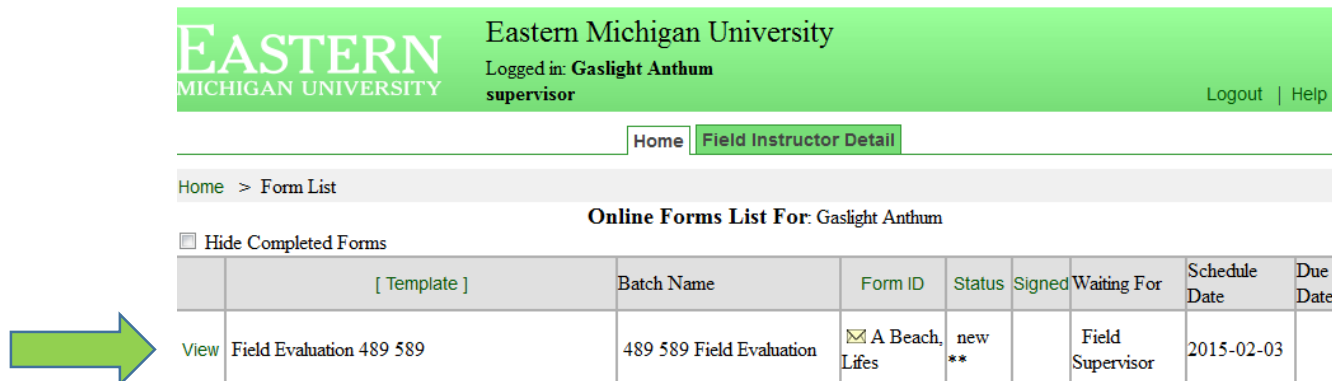 EASTERN
MICHIGAN UNIVERSITY
Eastern Michigan University
Logged in: Gaslight Anthum
supervisor
Logout | Help
Home Field Instructor Detail
Home > Form List
Online Forms List For: Gaslight Anthum
Hide Completed Forms
[ Template ] Batch Name Form ID Status Signed Waiting For Schedule Date Due Date
View Field Evaluation 489 589 489 589 Field Evaluation A Beach, Lifes new ** Field Supervisor 2015-02-03